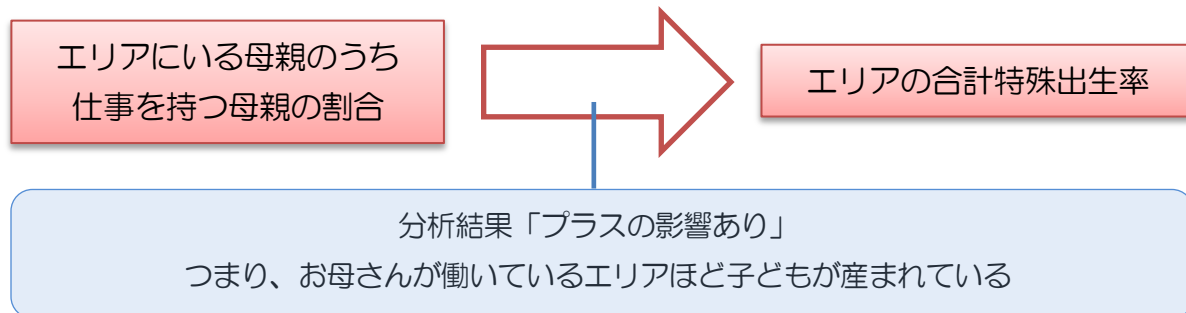 エリアにいる母親のうち
仕事を持つ母親の割合
エリアの合計特殊出生率
分析結果「プラスの影響あり」
つまり、お母さんが働いているエリアほど子どもが産まれている